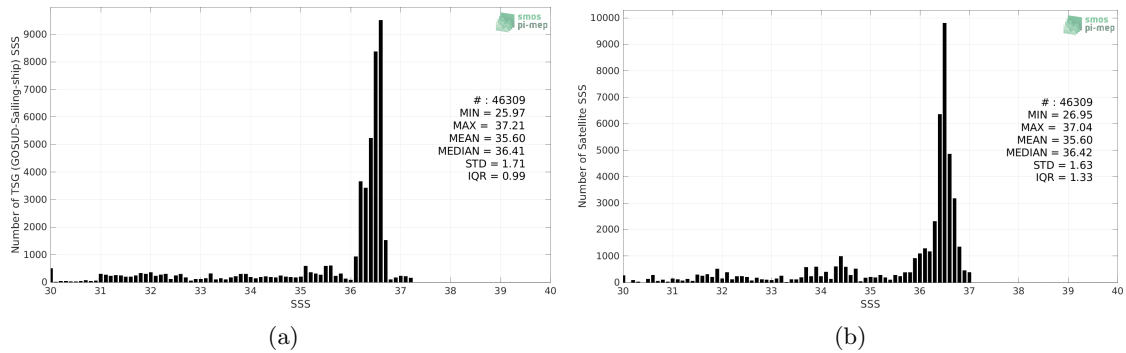 smos
pi-mep
Number of TSG (GOSUD-Sailing-ship) SSS
9000
8000
7000
6000
5000
4000
3000
2000
1000
0
# : 46309
MIN = 25.97
MAX = 37.21
MEAN = 35.60
MEDIAN = 36.41
STD = 1.71
IQR = 0.99
30 31 32 33 34 35 36 37 38 39 40
SSS
(a)
smos
pi-mep
Number of Satellite SSS
10000
9000
8000
7000
6000
5000
4000
3000
2000
1000
0
# : 46309
MIN = 26.95
MAX = 37.04
MEAN = 35.60
MEDIAN = 36.42
STD = 1.63
IQR = 1.33
30 31 32 33 34 35 36 37 38 39 40
SSS
(b)